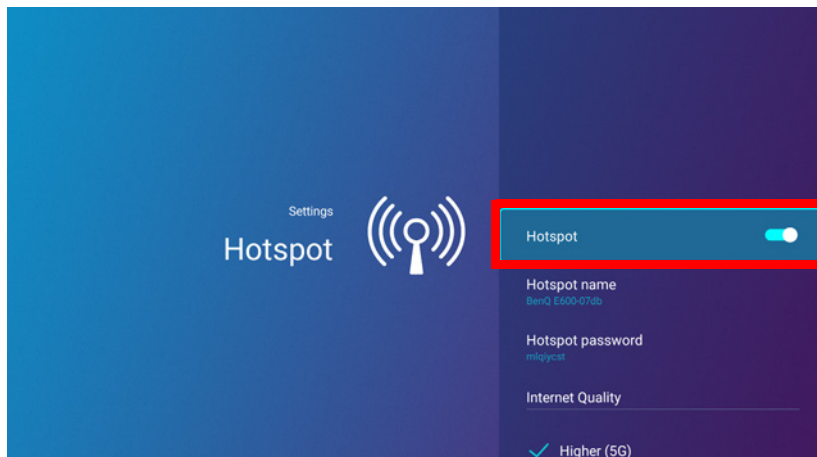 Settings
Hotspot
Hotspot
Hotspot name
BenQ E600-07db
Hotspot password
mlqiycst
Internet Quality
Higher (5G)